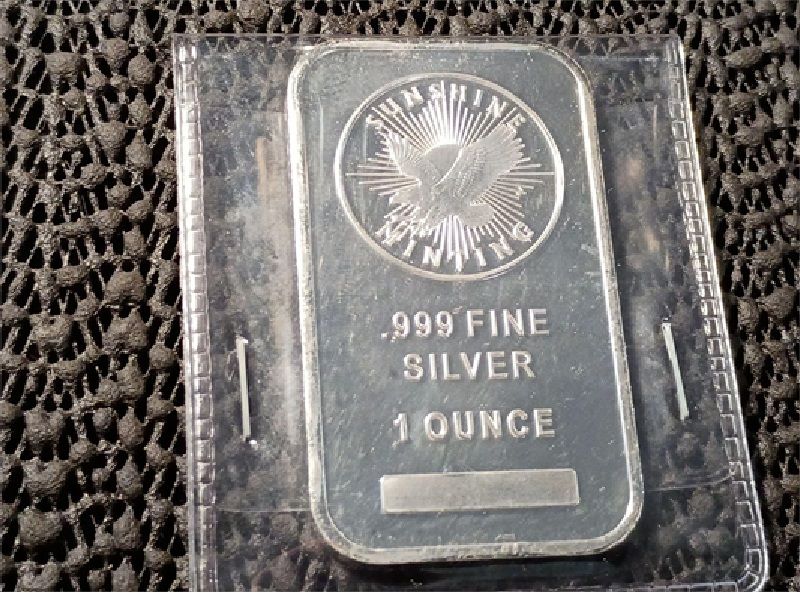 SUNSHINE
MINTING
.999 FINE
SILVER
1 OUNCE